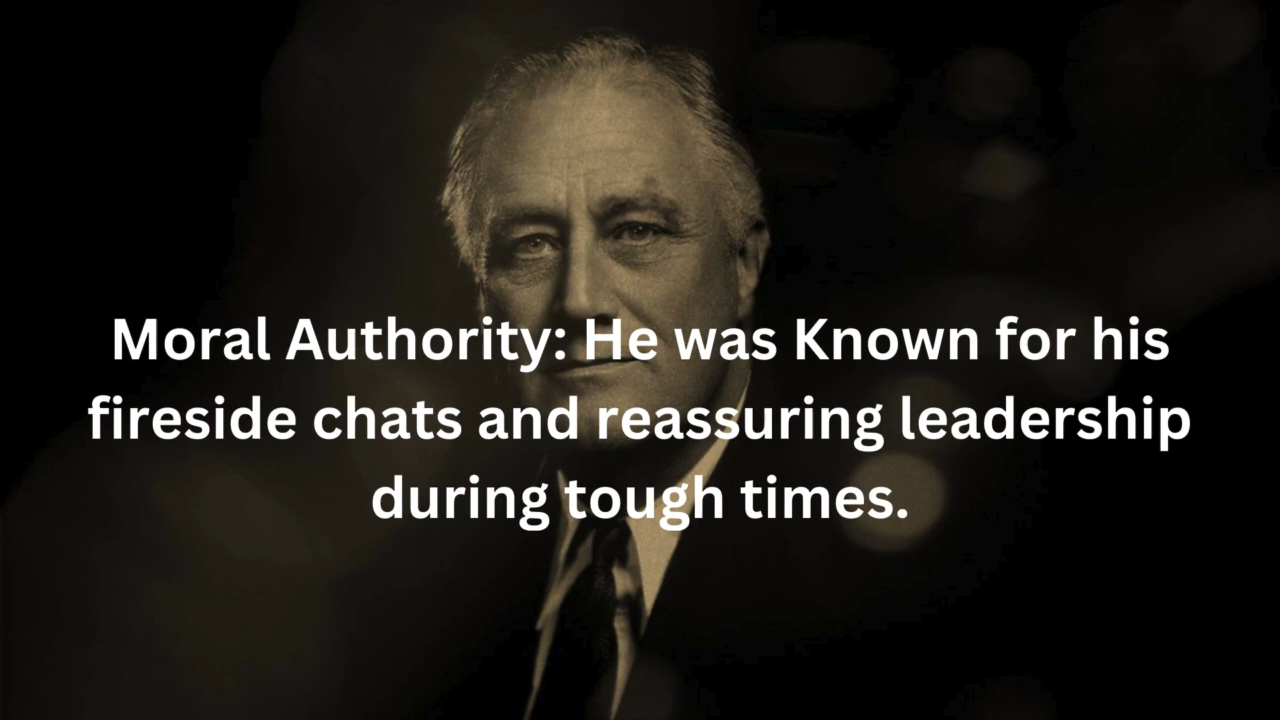 Moral Authority: He was Known for his
fireside chats and reassuring leadership
during tough times.